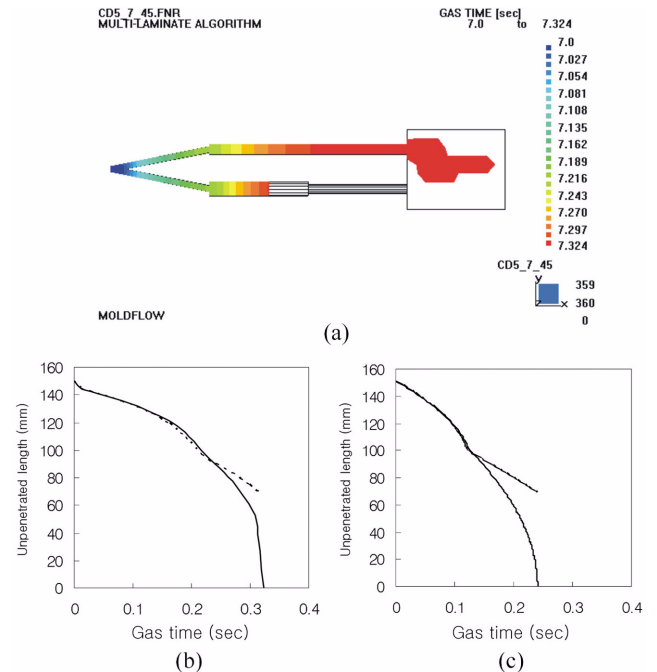 CD5_7_45.FNR
MULTI-LAMINATE ALGORITHM
GAS TIME [sec]
7.0 to 7.324
7.0
7.027
7.054
7.081
7.108
7.135
7.162
7.189
7.216
7.243
7.270
7.297
7.324
CD5_7_45
y
z
x
359
360
0
MOLDFLOW
(a)
Unpenetrated length (mm)
160
140
120
100
80
60
40
20
0
0 0.1 0.2 0.3 0.4
Gas time (sec)
(b)
Unpenetrated length (mm)
160
140
120
100
80
60
40
20
0
0 0.1 0.2 0.3 0.4
Gas time (sec)
(c)